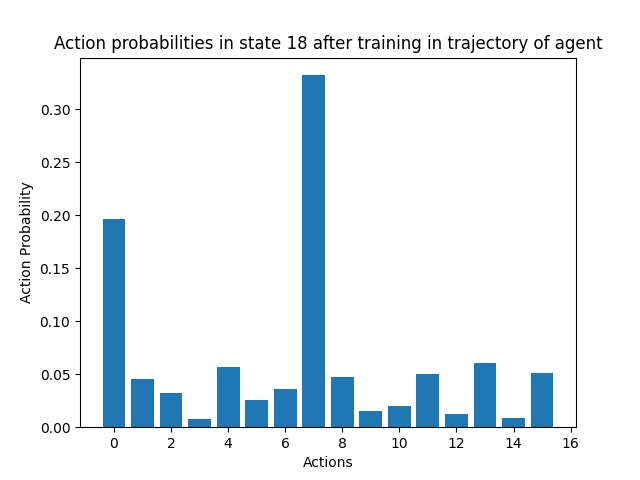 Action probabilities in state 18 after training in trajectory of agent
0.30
0.25
0.20
0.15
0.10
0.05
0.00
Action Probability
0 2 4 6 8 10 12 14 16
Actions